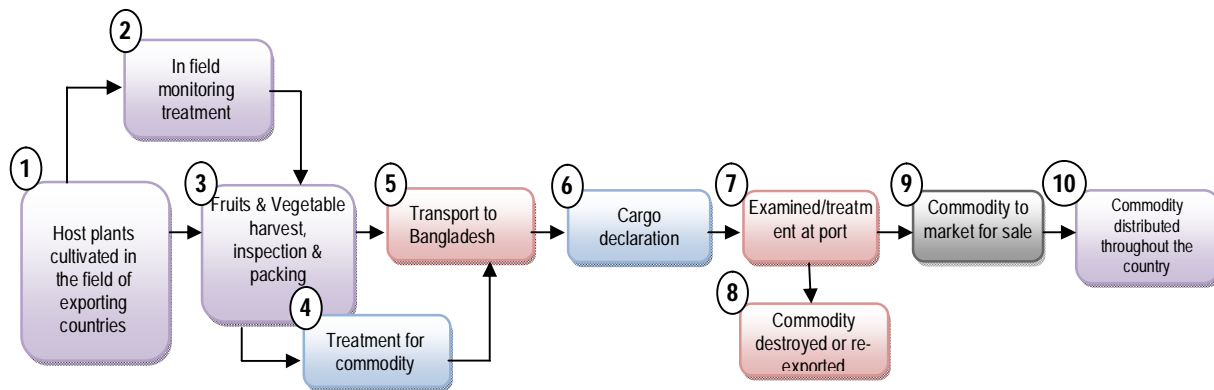 1
Host plants
cultivated in
the field of
exporting
countries
2
In field
monitoring
treatment
3
Fruits & Vegetable
harvest,
inspection &
packing
4
Treatment for
commodity
5
Transport to
Bangladesh
6
Cargo
declaration
7
Examined/treatm
ent at port
8
Commodity
destroyed or re-
exported
9
Commodity to
market for sale
10
Commodity
distributed
throughout the
country